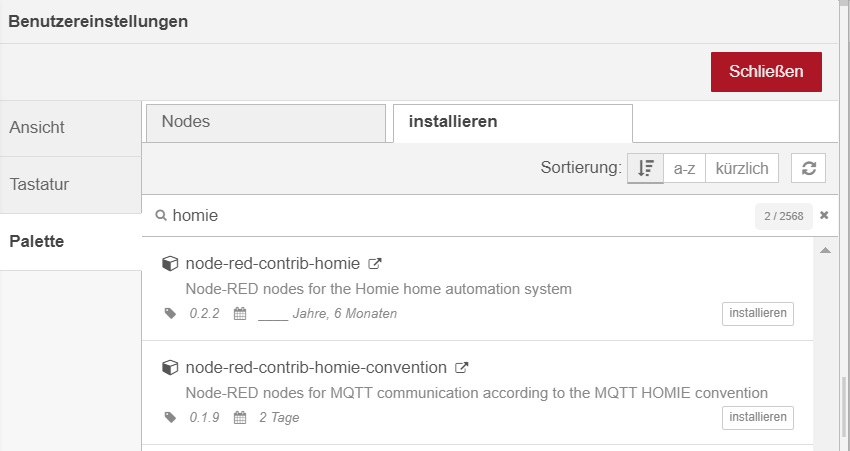 Benutzereinstellungen
Schließen
Ansicht
Tastatur
Palette
Nodes
installieren
Sortierung:
a-z
kürzlich
homie
2 / 2568
node-red-contrib-homie
Node-RED nodes for the Homie home automation system
0.2.2
____ Jahre, 6 Monaten
installieren
node-red-contrib-homie-convention
Node-RED nodes for MQTT communication according to the MQTT HOMIE convention
0.1.9
2 Tage
installieren